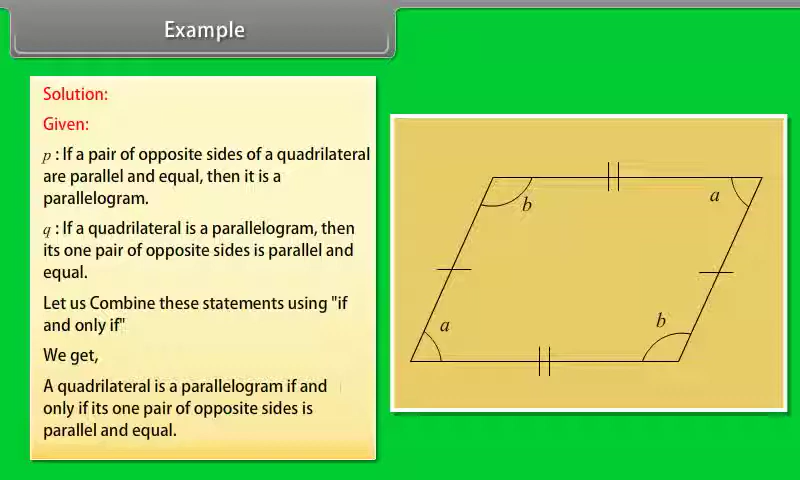 Example
Solution:
Given:
p : If a pair of opposite sides of a quadrilateral
are parallel and equal, then it is a
parallelogram.
q : If a quadrilateral is a parallelogram, then
its one pair of opposite sides is parallel and
equal.
Let us Combine these statements using "if
and only if"
We get,
A quadrilateral is a parallelogram if and
only if its one pair of opposite sides is
parallel and equal.
b
a
a
b